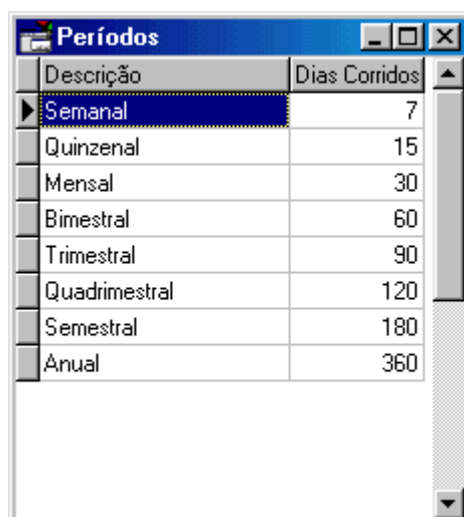 Períodos
Descrição Dias Corridos
Semanal 7
Quinzenal 15
Mensal 30
Bimestral 60
Trimestral 90
Quadrimestral 120
Semestral 180
Anual 360